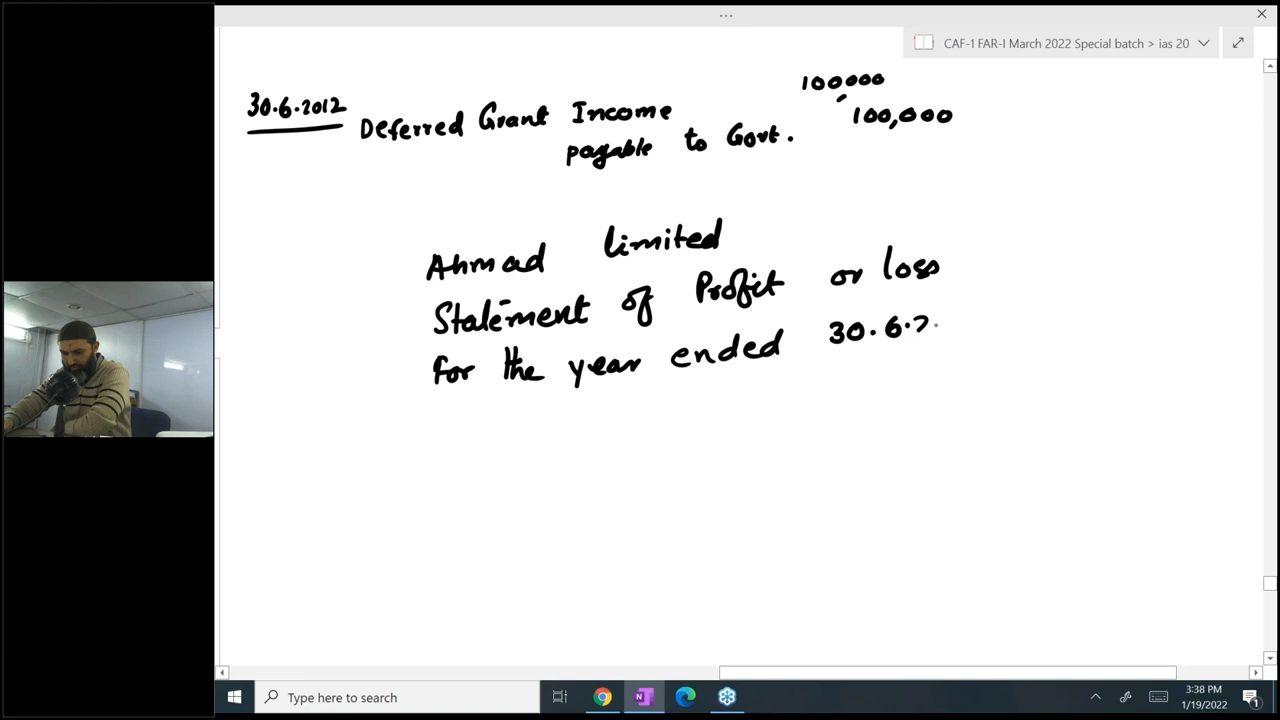 CAF-1 FAR-I March 2022 Special batch > ias 20
30.6.2012 Deferred Grant Income 100000
payable to Govt. 100,000
Ahmad limited
Statement of Profit or loss
for the year ended 30.6.2
Type here to search
3:38 PM
1/19/2022
1